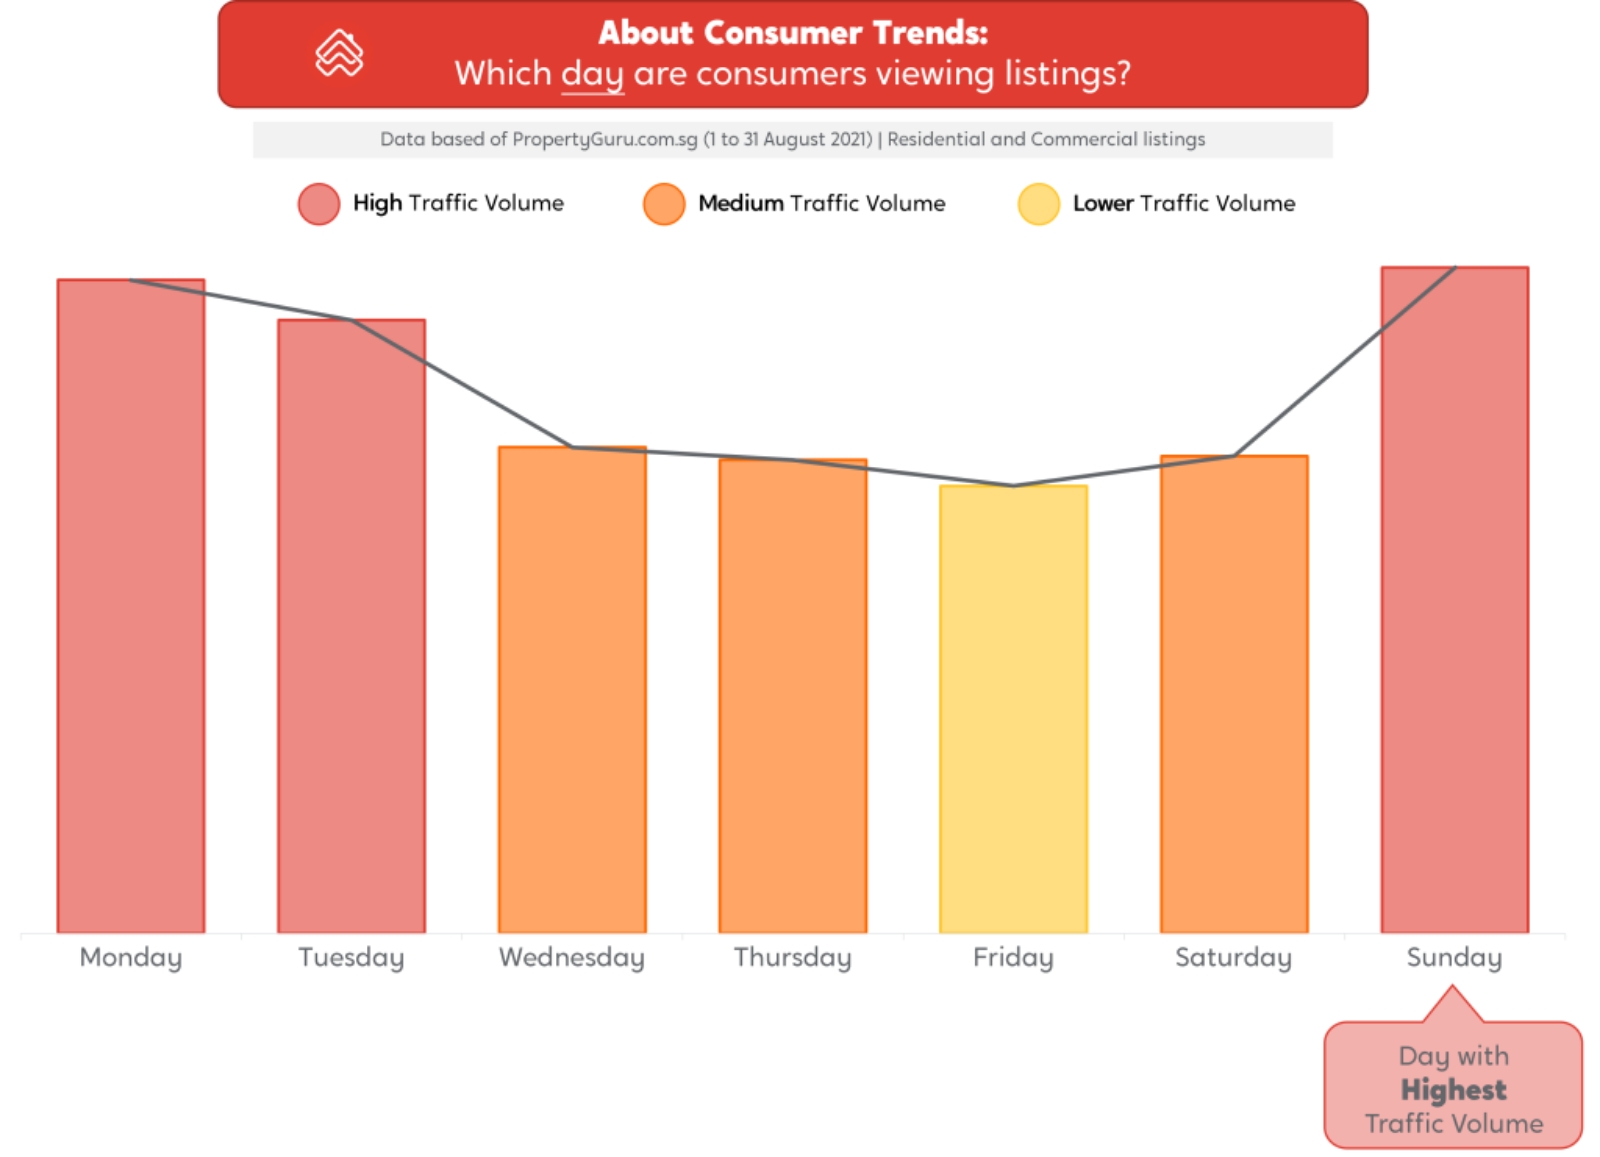 About Consumer Trends:
Which day are consumers viewing listings?
Data based of PropertyGuru.com.sg (1 to 31 August 2021) | Residential and Commercial listings
High Traffic Volume
Medium Traffic Volume
Lower Traffic Volume
Monday
Tuesday
Wednesday
Thursday
Friday
Saturday
Sunday
Day with
Highest
Traffic Volume